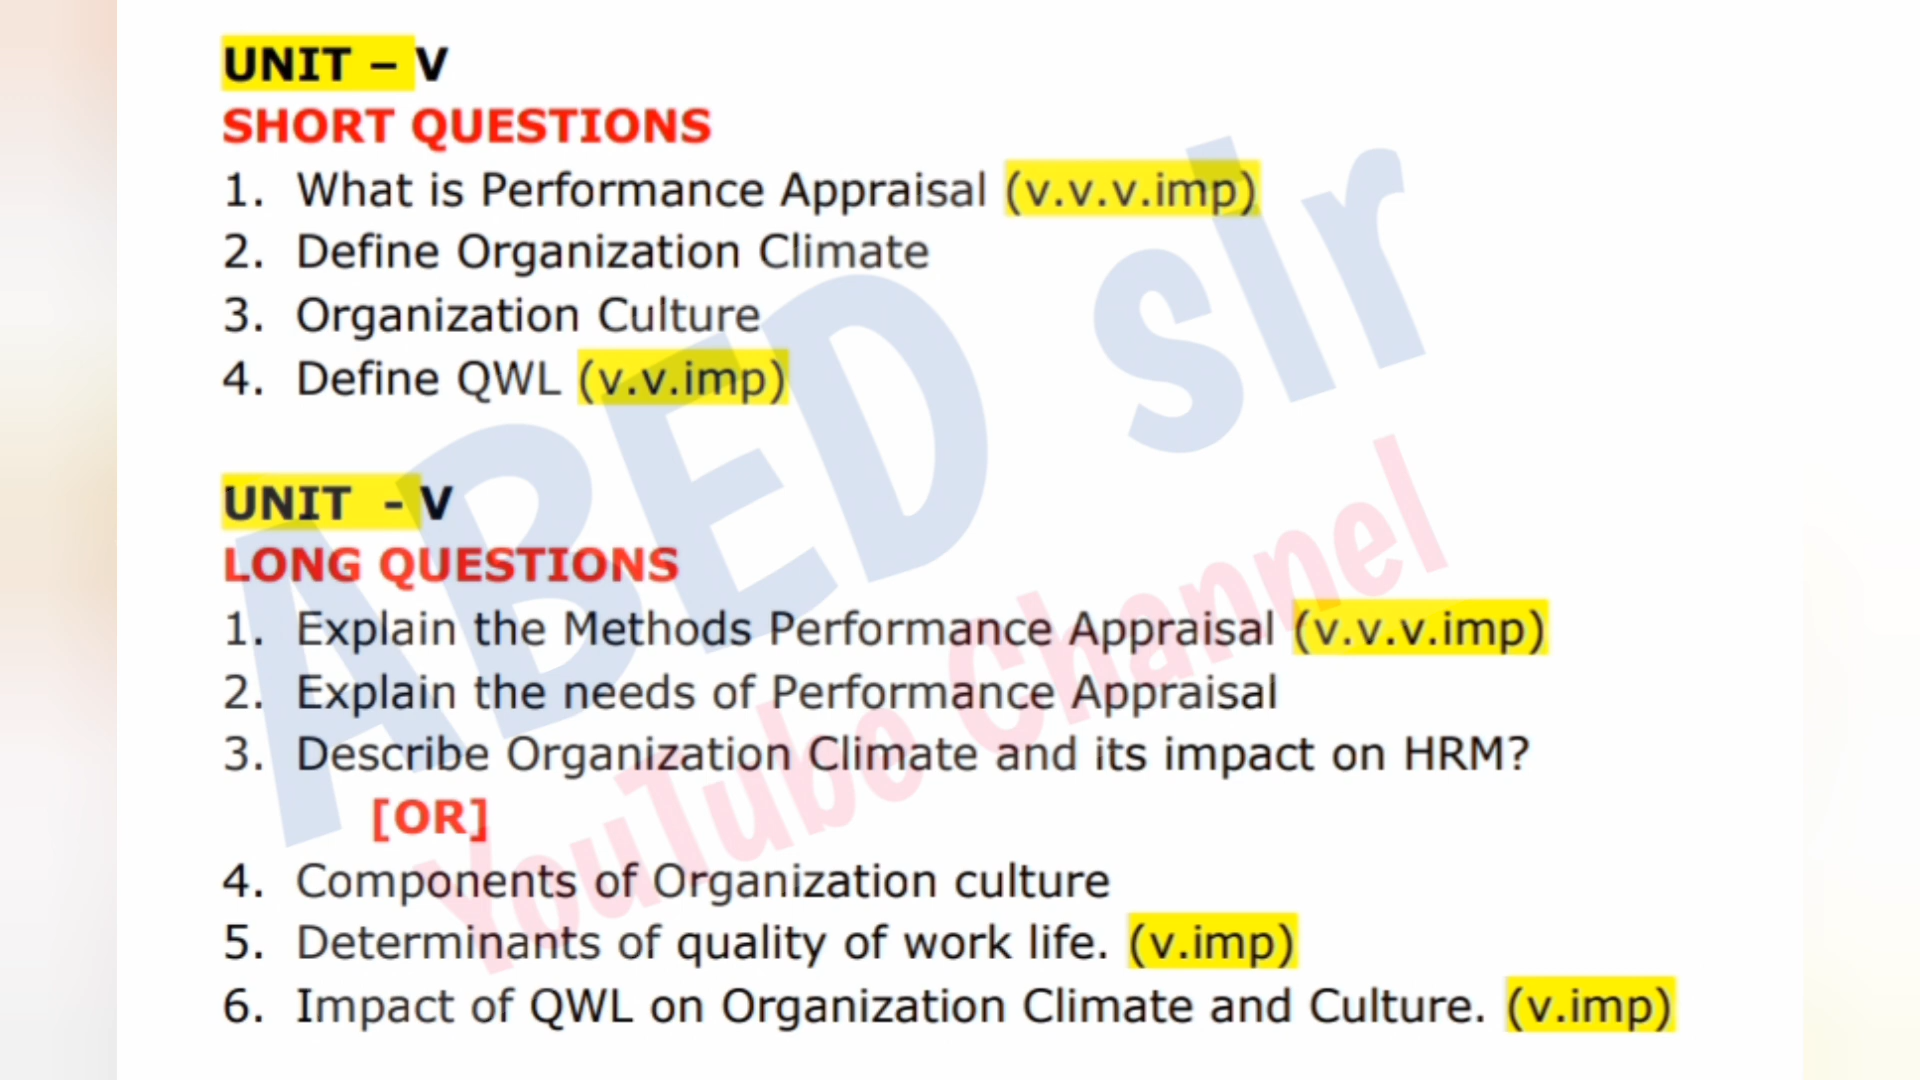 UNIT – V
SHORT QUESTIONS
1. What is Performance Appraisal (v.v.v.imp)
2. Define Organization Climate
3. Organization Culture
4. Define QWL (v.v.imp)
UNIT - V
LONG QUESTIONS
1. Explain the Methods Performance Appraisal (v.v.v.imp)
2. Explain the needs of Performance Appraisal
3. Describe Organization Climate and its impact on HRM?
[OR]
4. Components of Organization culture
5. Determinants of quality of work life. (v.imp)
6. Impact of QWL on Organization Climate and Culture. (v.imp)
ABED sir
YouTube Channel